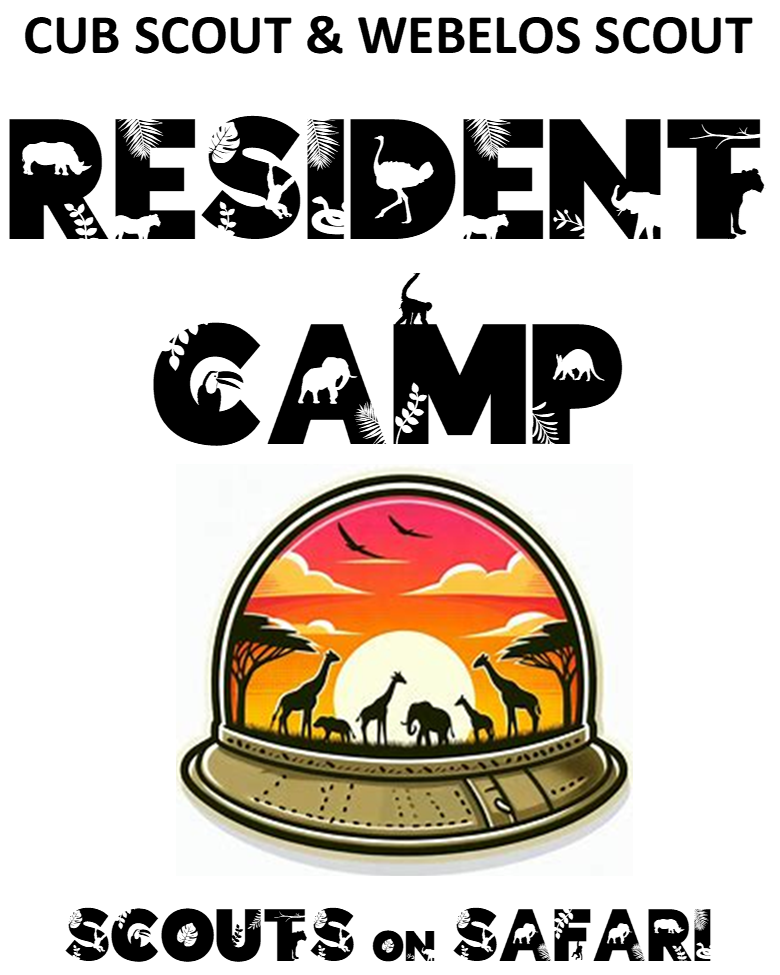 CUB SCOUT & WEBELOS SCOUT
RESIDENT
CAMP
SCOUTS ON SAFARI